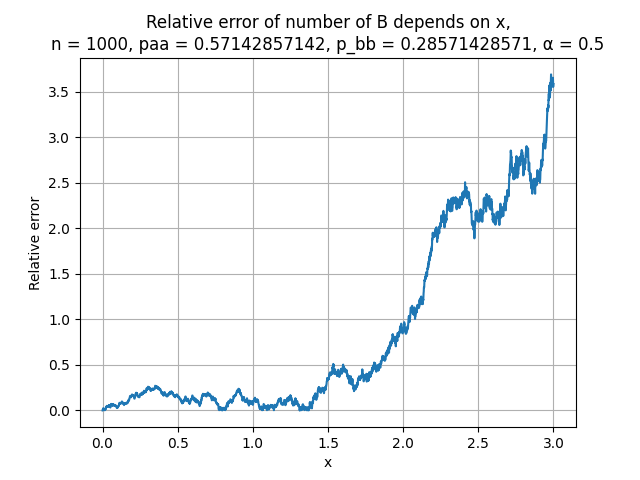 Relative error of number of B depends on x,
n = 1000, paa = 0.57142857142, p_bb = 0.28571428571, α = 0.5
3.5
3.0
2.5
2.0
1.5
1.0
0.5
0.0
Relative error
0.0 0.5 1.0 1.5 2.0 2.5 3.0
x